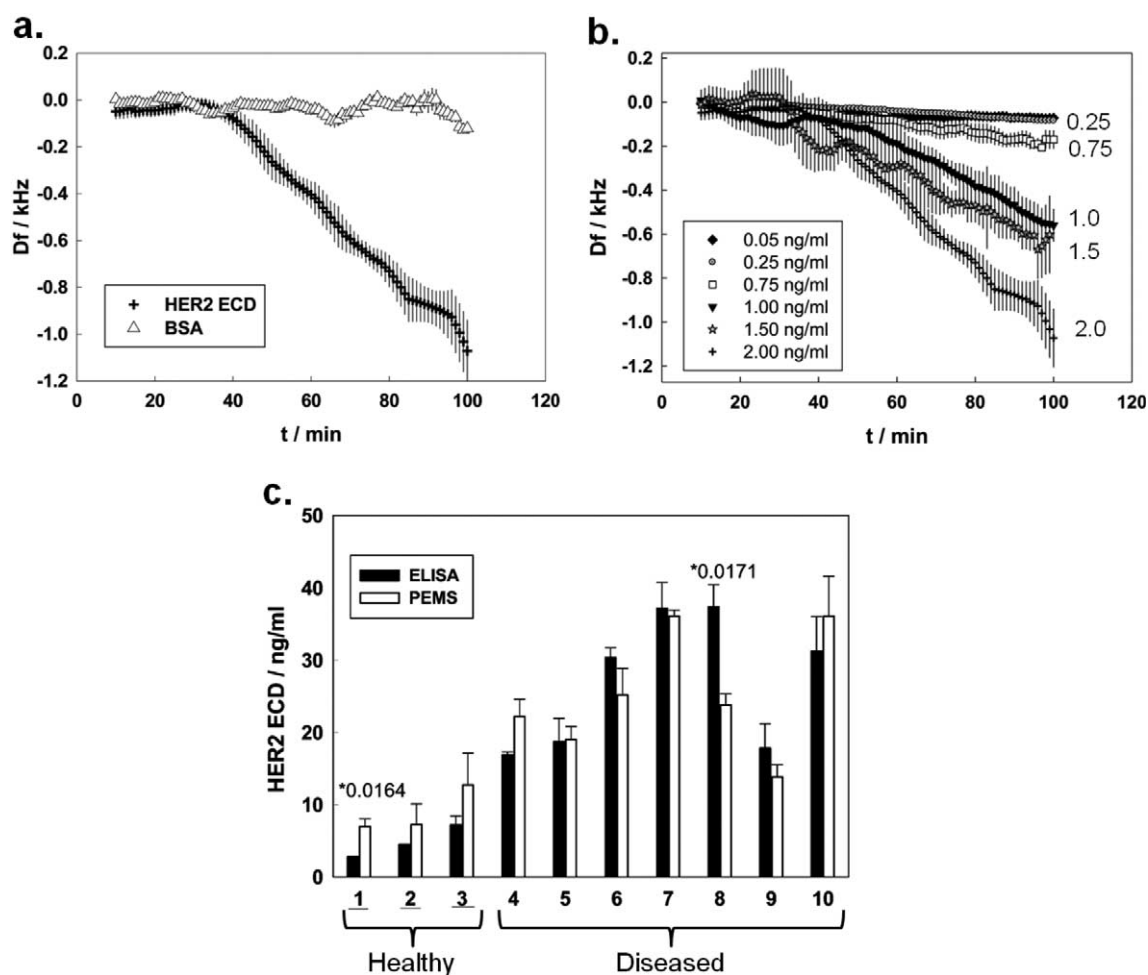 a.
0.2
0.0
-0.2
-0.4
-0.6
-0.8
-1.0
-1.2
Df / kHz
HER2 ECD
BSA
0 20 40 60 80 100 120
t / min
b.
0.2
0.0
-0.2
-0.4
-0.6
-0.8
-1.0
-1.2
Df / kHz
0.05 ng/ml
0.25 ng/ml
0.75 ng/ml
1.00 ng/ml
1.50 ng/ml
2.00 ng/ml
0.25
0.75
1.0
1.5
2.0
0 20 40 60 80 100 120
t / min
c.
50
40
30
20
10
0
HER2 ECD / ng/ml
ELISA
PEMS
*0.0171
*0.0164
1 2 3 4 5 6 7 8 9 10
Healthy Diseased